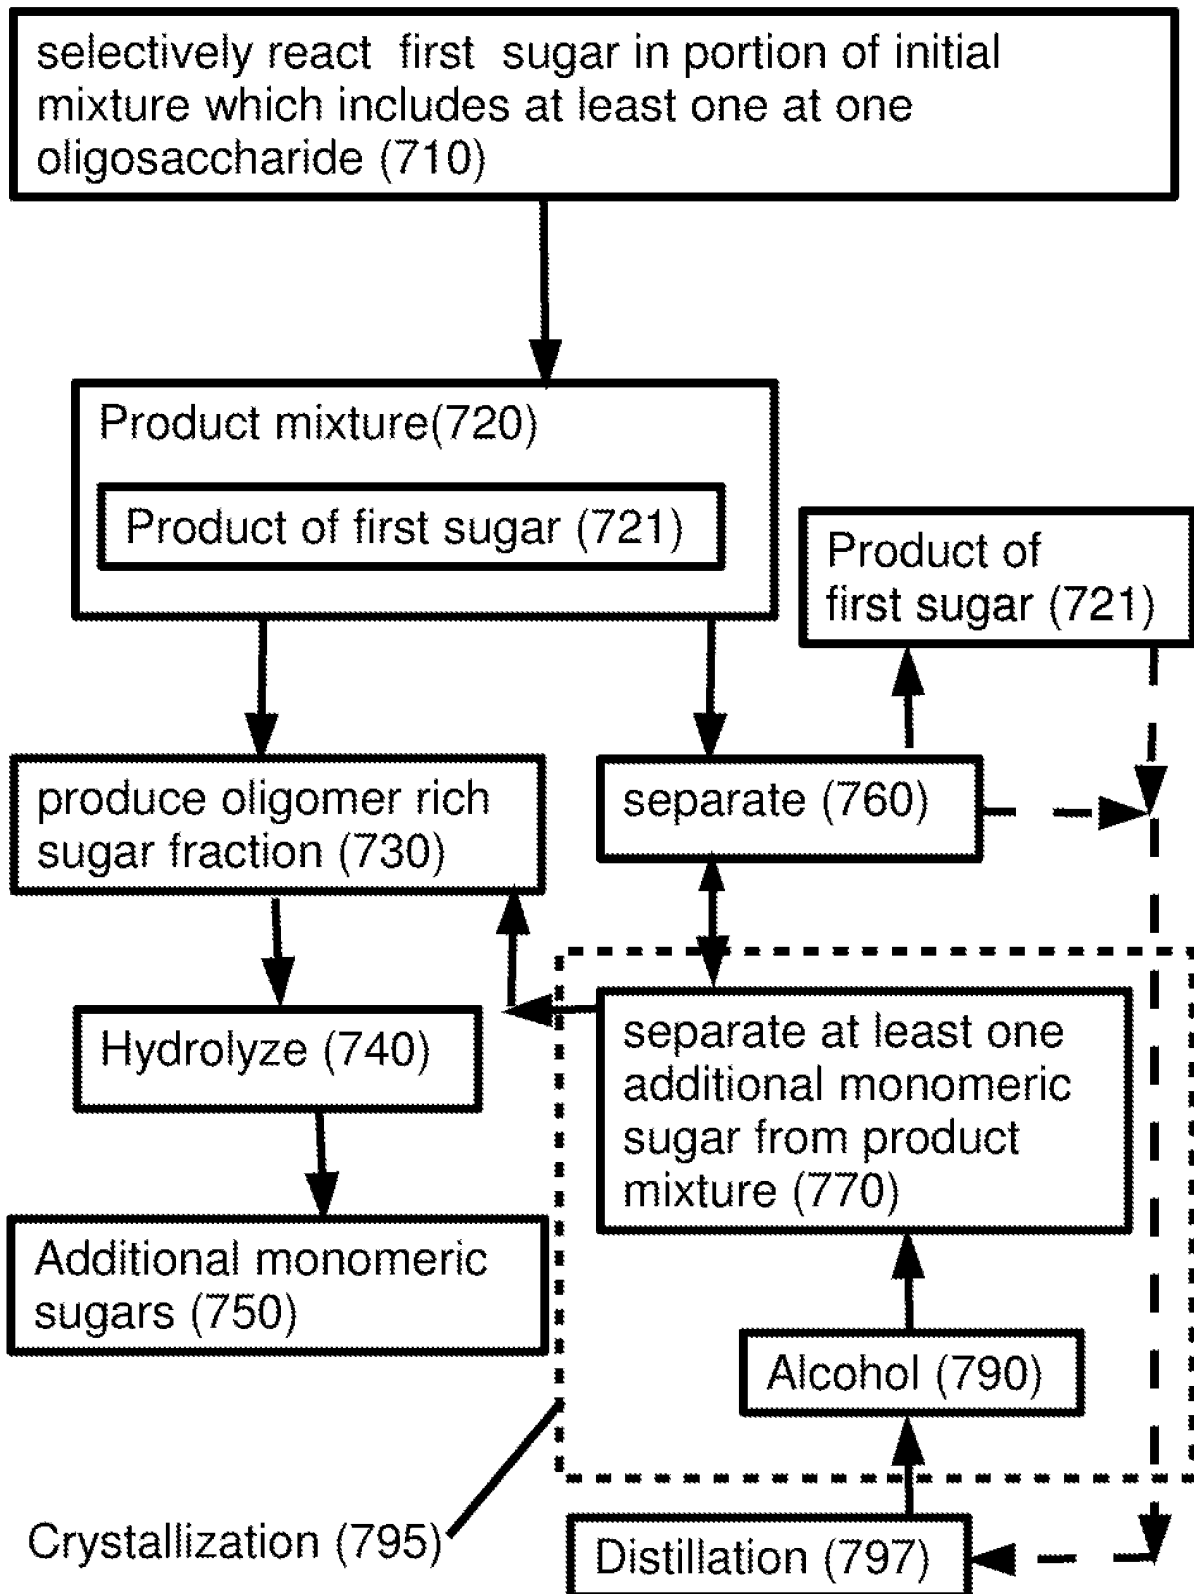 selectively react first sugar in portion of initial
mixture which includes at least one at one
oligosaccharide (710)
Product mixture(720)
Product of first sugar (721)
Product of
first sugar (721)
produce oligomer rich
sugar fraction (730)
separate (760)
Hydrolyze (740)
separate at least one
additional monomeric
sugar from product
mixture (770)
Additional monomeric
sugars (750)
Alcohol (790)
Crystallization (795)
Distillation (797)